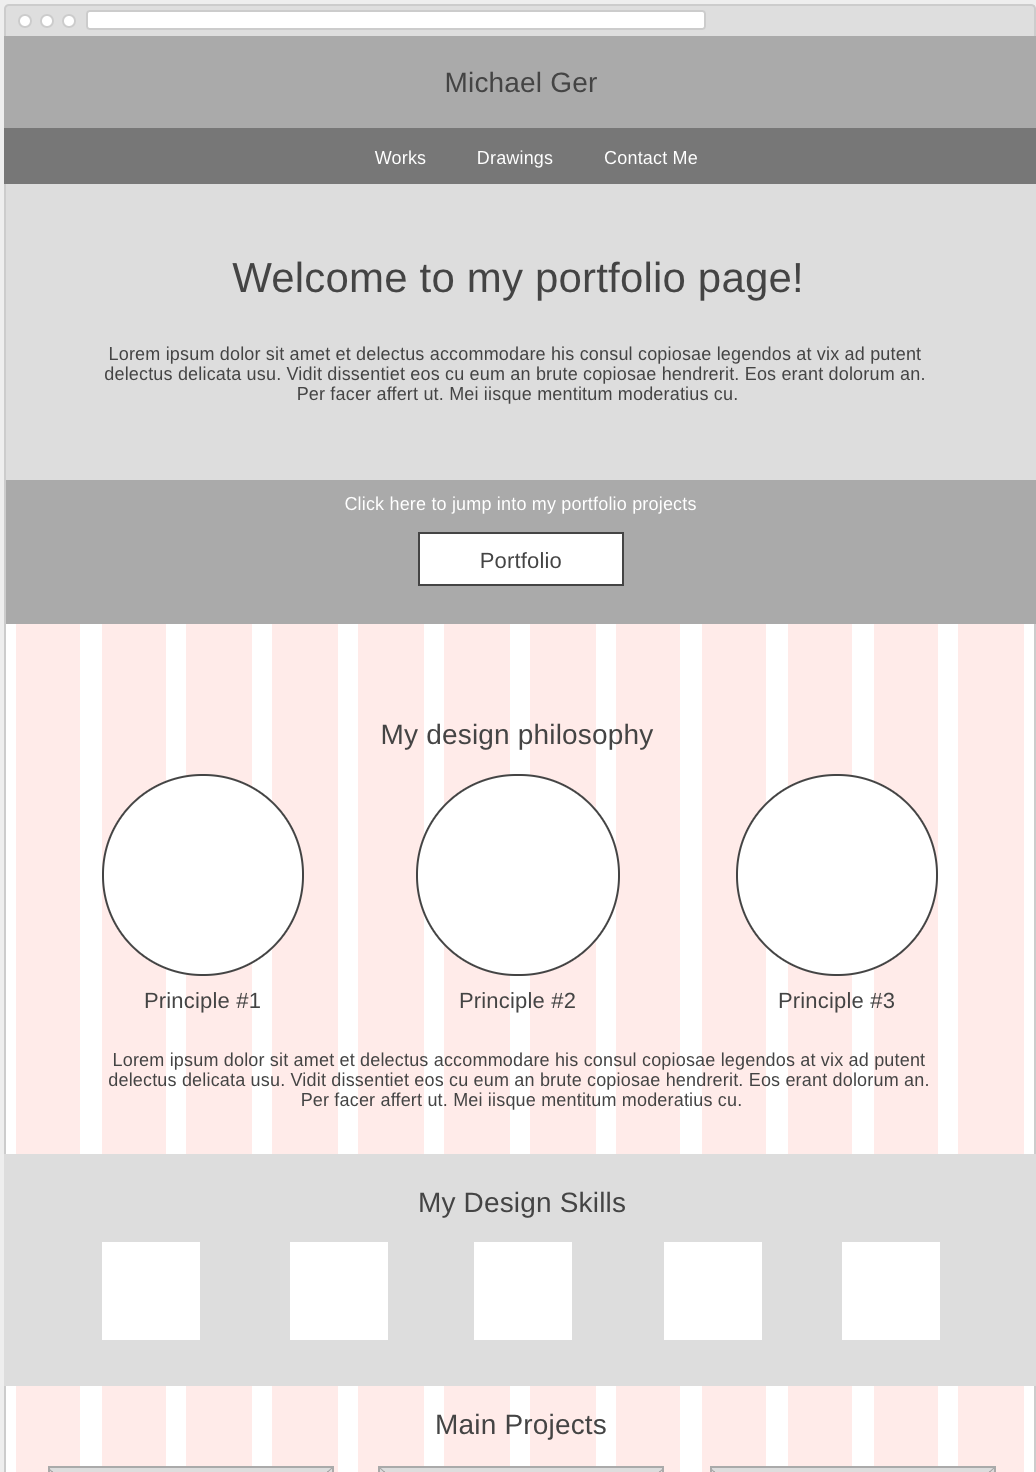 Michael Ger
Works Drawings Contact Me
Welcome to my portfolio page!
Lorem ipsum dolor sit amet et delectus accommodare his consul copiosae legendos at vix ad putent
delectus delicata usu. Vidit dissentiet eos cu eum an brute copiosae hendrerit. Eos erant dolorum an.
Per facer affert ut. Mei iisque mentitum moderatius cu.
Click here to jump into my portfolio projects
Portfolio
My design philosophy
Principle #1 Principle #2 Principle #3
Lorem ipsum dolor sit amet et delectus accommodare his consul copiosae legendos at vix ad putent
delectus delicata usu. Vidit dissentiet eos cu eum an brute copiosae hendrerit. Eos erant dolorum an.
Per facer affert ut. Mei iisque mentitum moderatius cu.
My Design Skills
Main Projects